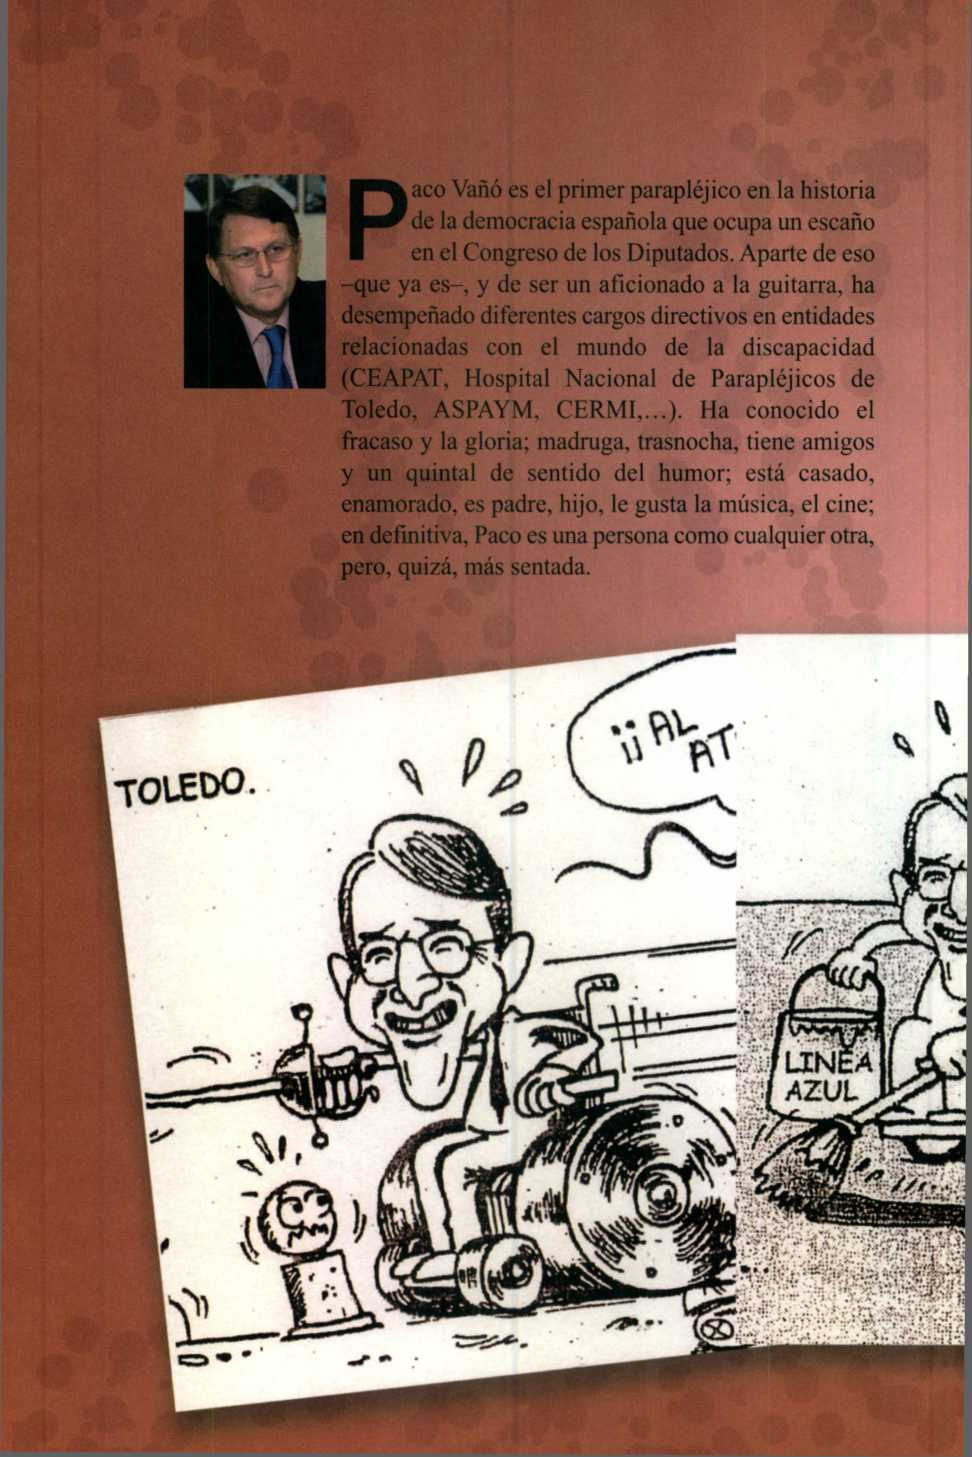 Paco Vañó es el primer parapléjico en la historia
de la democracia española que ocupa un escaño
en el Congreso de los Diputados. Aparte de eso
–que ya es–, y de ser un aficionado a la guitarra, ha
desempeñado diferentes cargos directivos en entidades
relacionadas con el mundo de la discapacidad
(CEAPAT, Hospital Nacional de Parapléjicos de
Toledo, ASPAYM, CERMI,...). Ha conocido el
fracaso y la gloria; madruga, trasnocha, tiene amigos
y un quintal de sentido del humor; está casado,
enamorado, es padre, hijo, le gusta la música, el cine;
en definitiva, Paco es una persona como cualquier otra,
pero, quizá, más sentada.
TOLEDO.
¡¡AL
AT
LINEA
AZUL